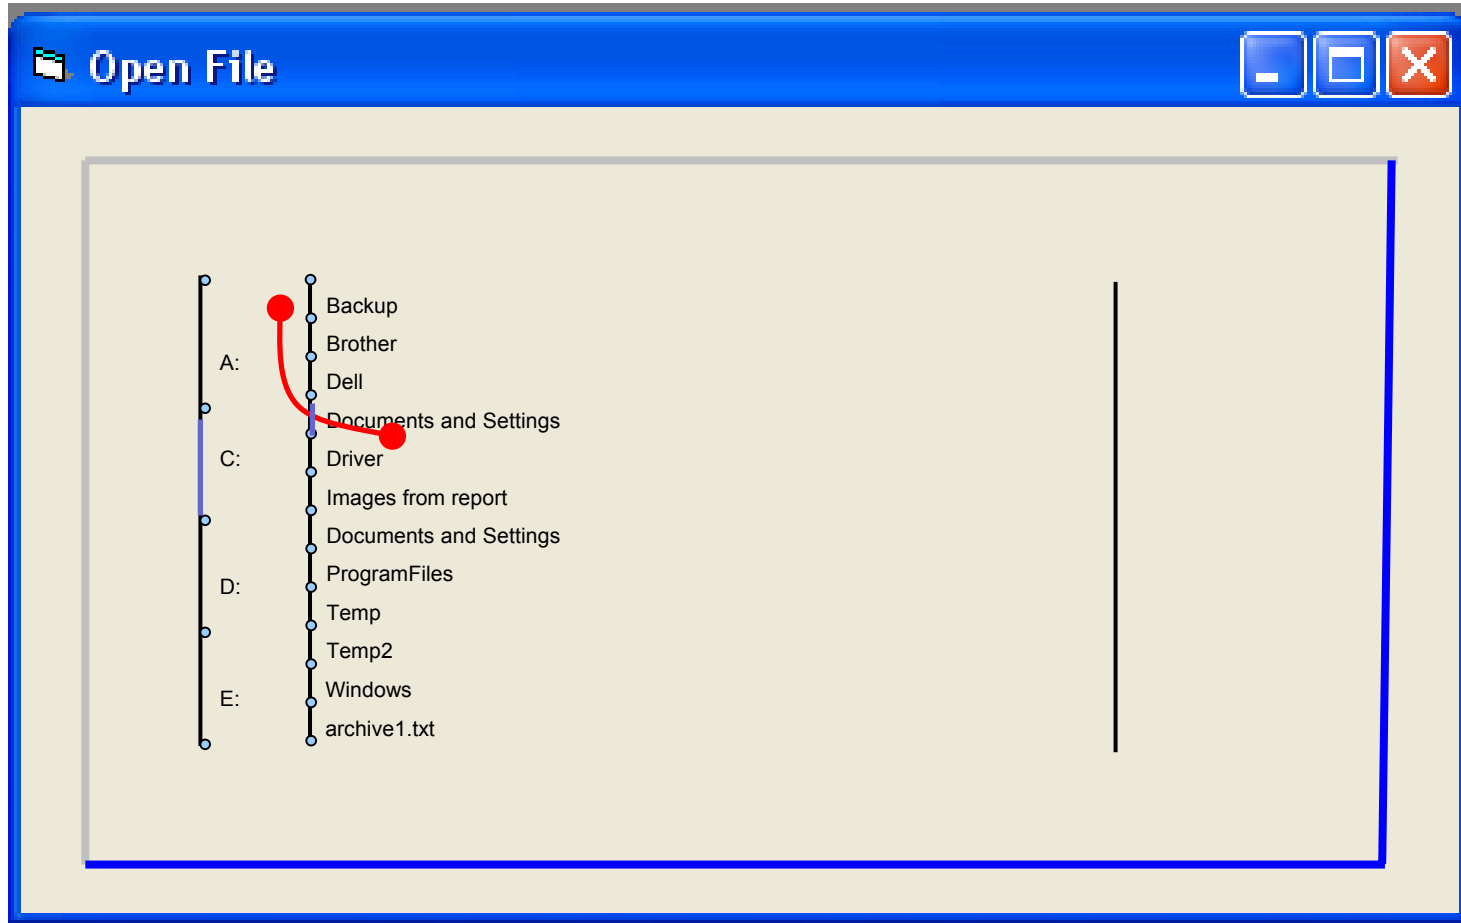 Open File
A:
C:
D:
E:
Backup
Brother
Dell
Documents and Settings
Driver
Images from report
Documents and Settings
ProgramFiles
Temp
Temp2
Windows
archive1.txt